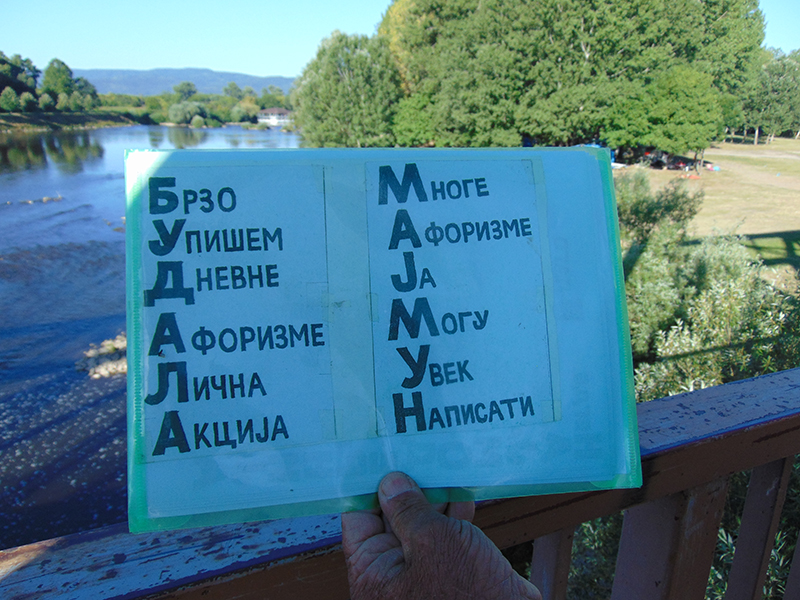 БРЗО
УПИШЕМ
ДНЕВНЕ
АФОРИЗМЕ
ЛИЧНА
АКЦИЈА
МНОГЕ
АФОРИЗМЕ
ЈА
МОГУ
УВЕК
НАПИСАТИ